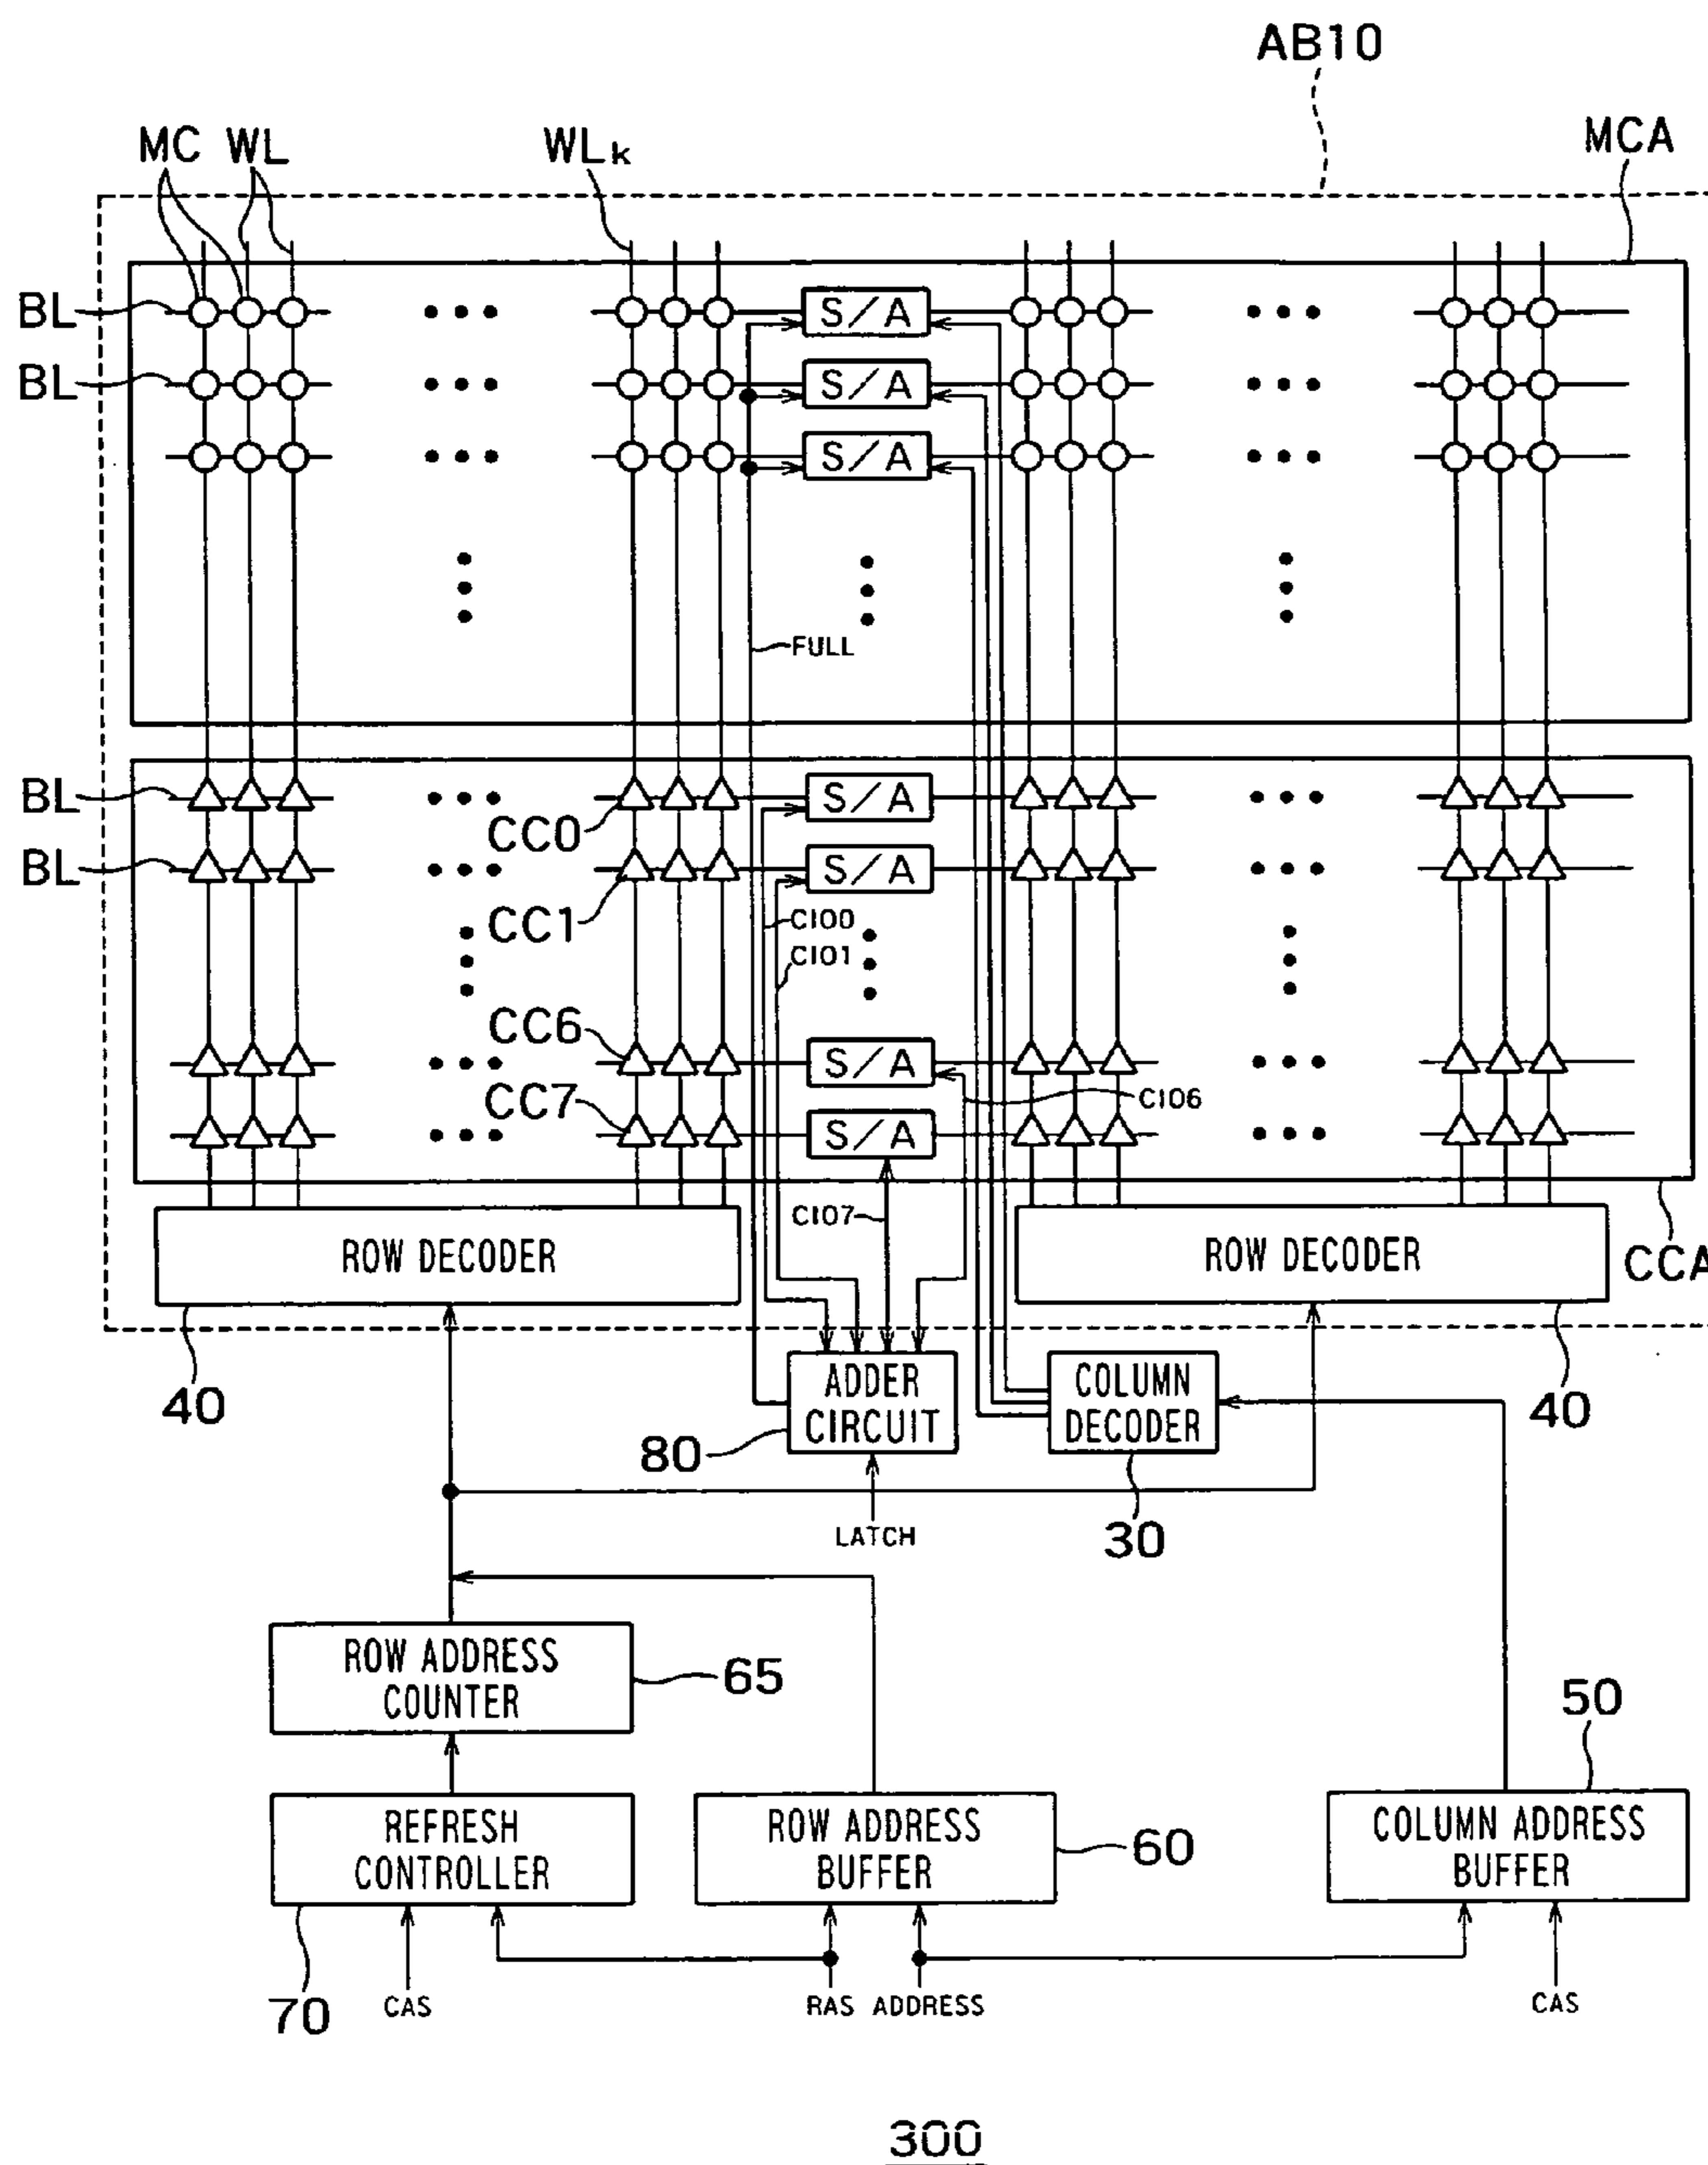 AB10
MC WL WLk MCA
BL S/A
BL S/A
S/A
FULL
BL S/A
CC0
BL S/A
CC1 CIO0
CIO1
CC6 S/A
CC7 CIO6
S/A
CIO7
ROW DECODER ROW DECODER CCA
40 ADDER CIRCUIT COLUMN DECODER 40
80
LATCH 30
ROW ADDRESS
COUNTER 65
50
REFRESH
CONTROLLER
ROW ADDRESS
BUFFER 60
COLUMN ADDRESS
BUFFER
70 CAS RAS ADDRESS CAS
300